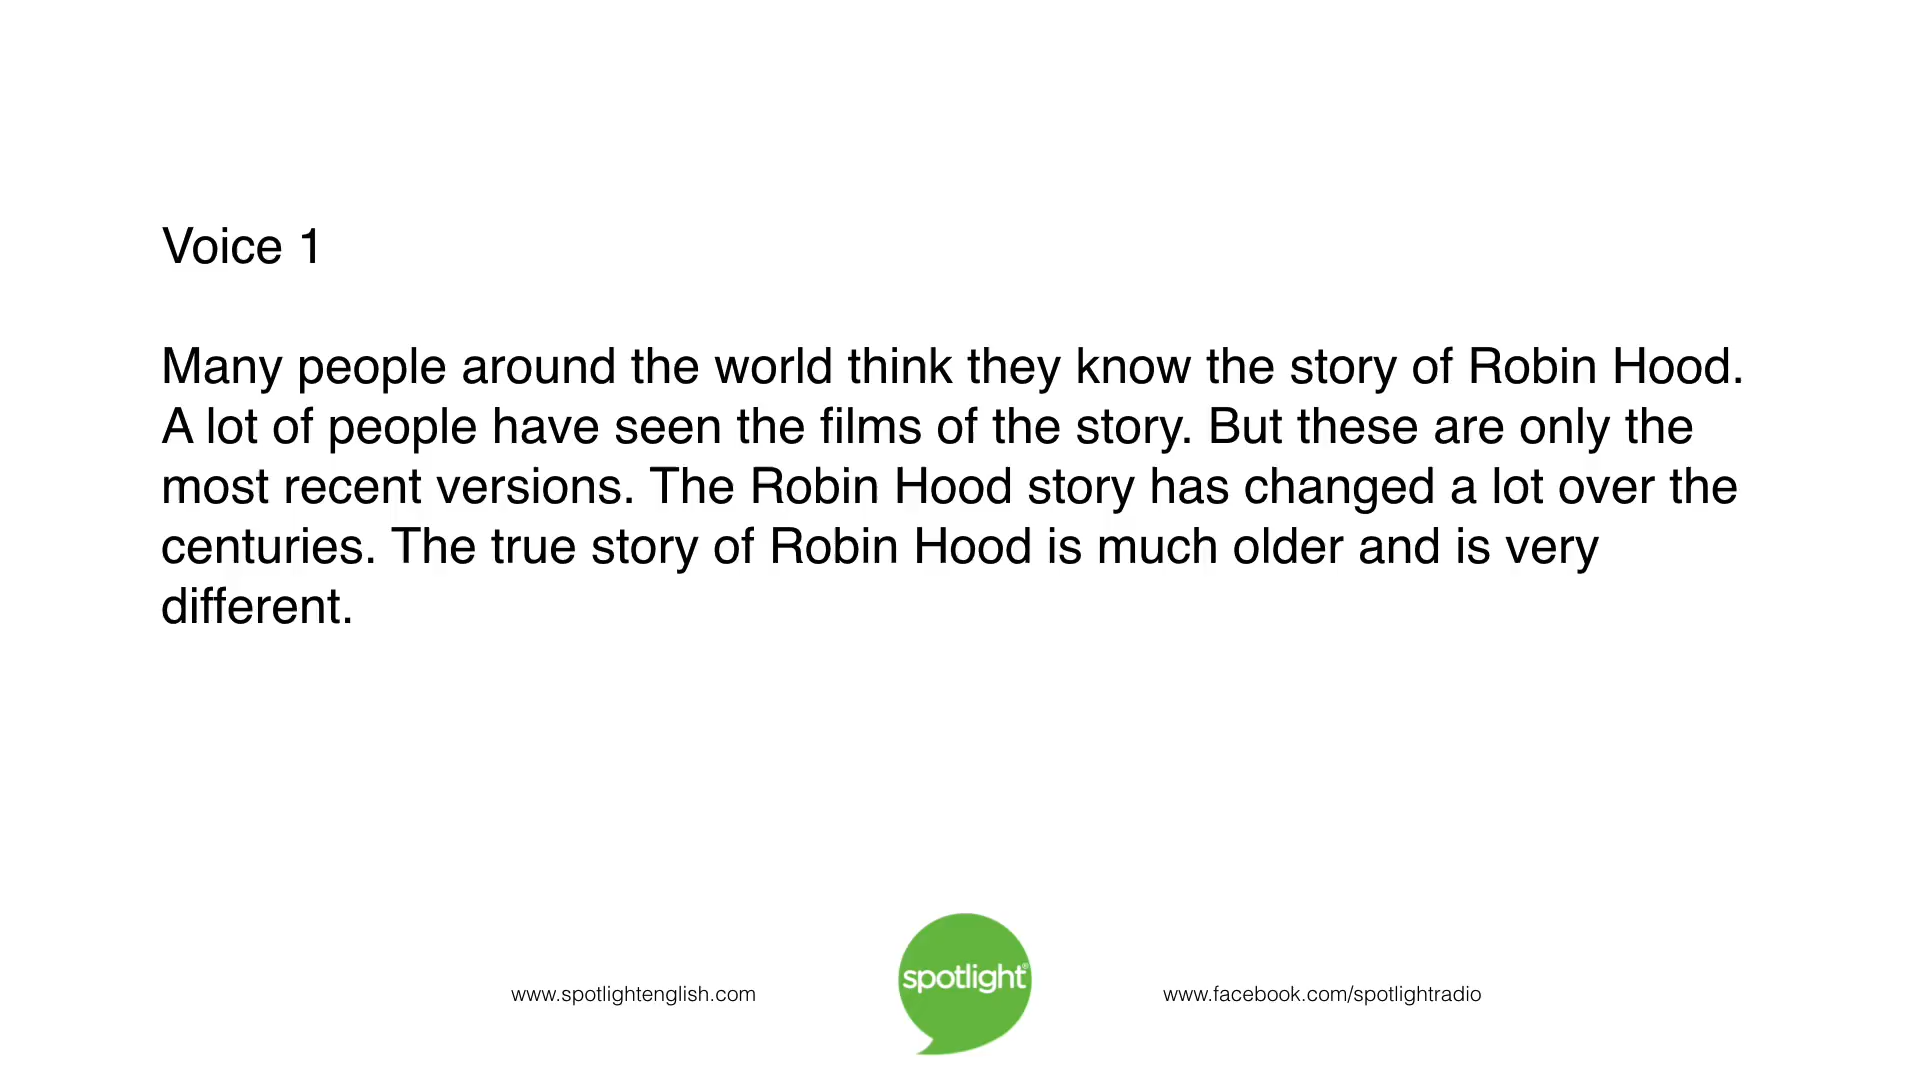 Voice 1
Many people around the world think they know the story of Robin Hood.
A lot of people have seen the films of the story. But these are only the
most recent versions. The Robin Hood story has changed a lot over the
centuries. The true story of Robin Hood is much older and is very
different.
www.spotlightenglish.com
spotlight®
www.facebook.com/spotlightradio